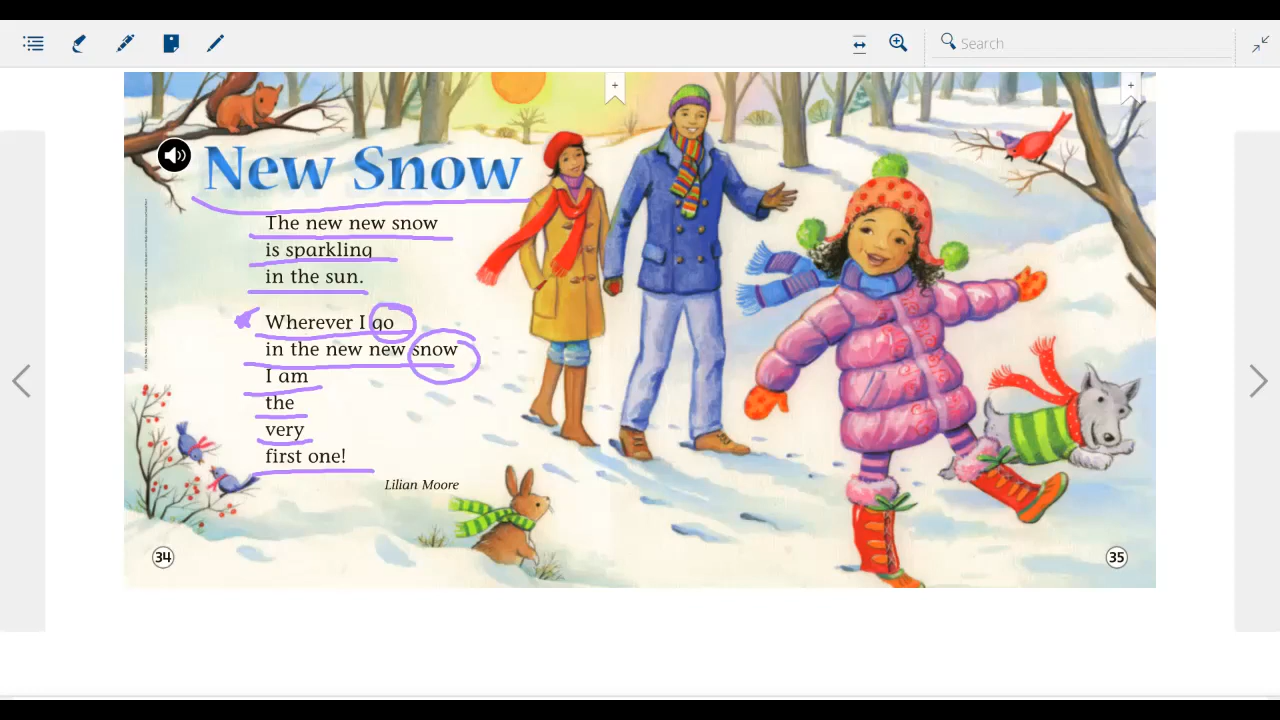 Search
New Snow
The new new snow
is sparkling
in the sun.
Wherever I go
in the new new snow
I am
the
very
first one!
Lilian Moore
34
35